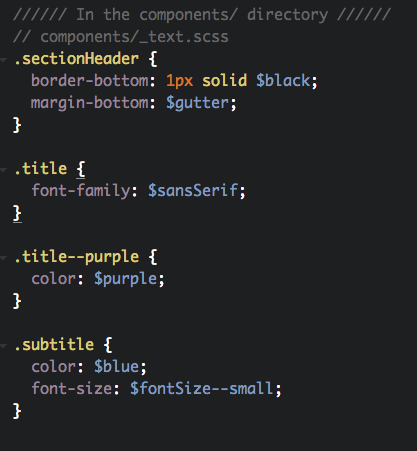 ////// In the components/ directory //////
// components/_text.scss
.sectionHeader {
  border-bottom: 1px solid $black;
  margin-bottom: $gutter;
}
.title {
  font-family: $sansSerif;
}
.title--purple {
  color: $purple;
}
.subtitle {
  color: $blue;
  font-size: $fontSize--small;
}